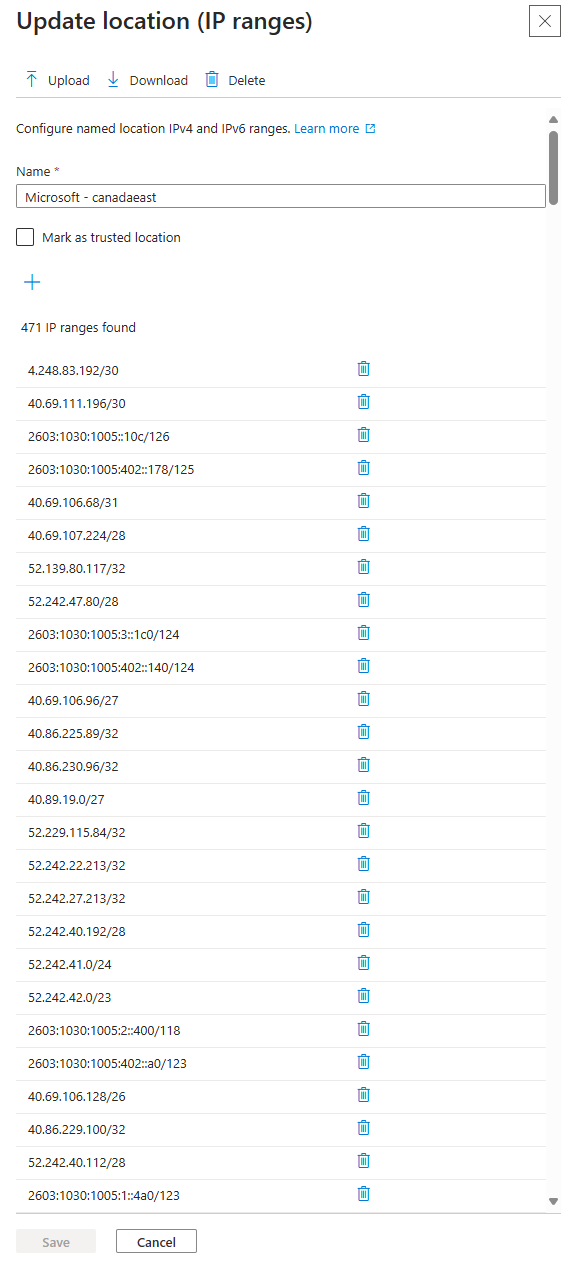 Update location (IP ranges)
Upload Download Delete
Configure named location IPv4 and IPv6 ranges. Learn more
Name *
Microsoft - canadaeast
Mark as trusted location
471 IP ranges found
4.248.83.192/30
40.69.111.196/30
2603:1030:1005::10c/126
2603:1030:1005:402::178/125
40.69.106.68/31
40.69.107.224/28
52.139.80.117/32
52.242.47.80/28
2603:1030:1005:3::1c0/124
2603:1030:1005:402::140/124
40.69.106.96/27
40.86.225.89/32
40.86.230.96/32
40.89.19.0/27
52.229.115.84/32
52.242.22.213/32
52.242.27.213/32
52.242.40.192/28
52.242.41.0/24
52.242.42.0/23
2603:1030:1005:2::400/118
2603:1030:1005:402::a0/123
40.69.106.128/26
40.86.229.100/32
52.242.40.112/28
2603:1030:1005:1::4a0/123
Save Cancel